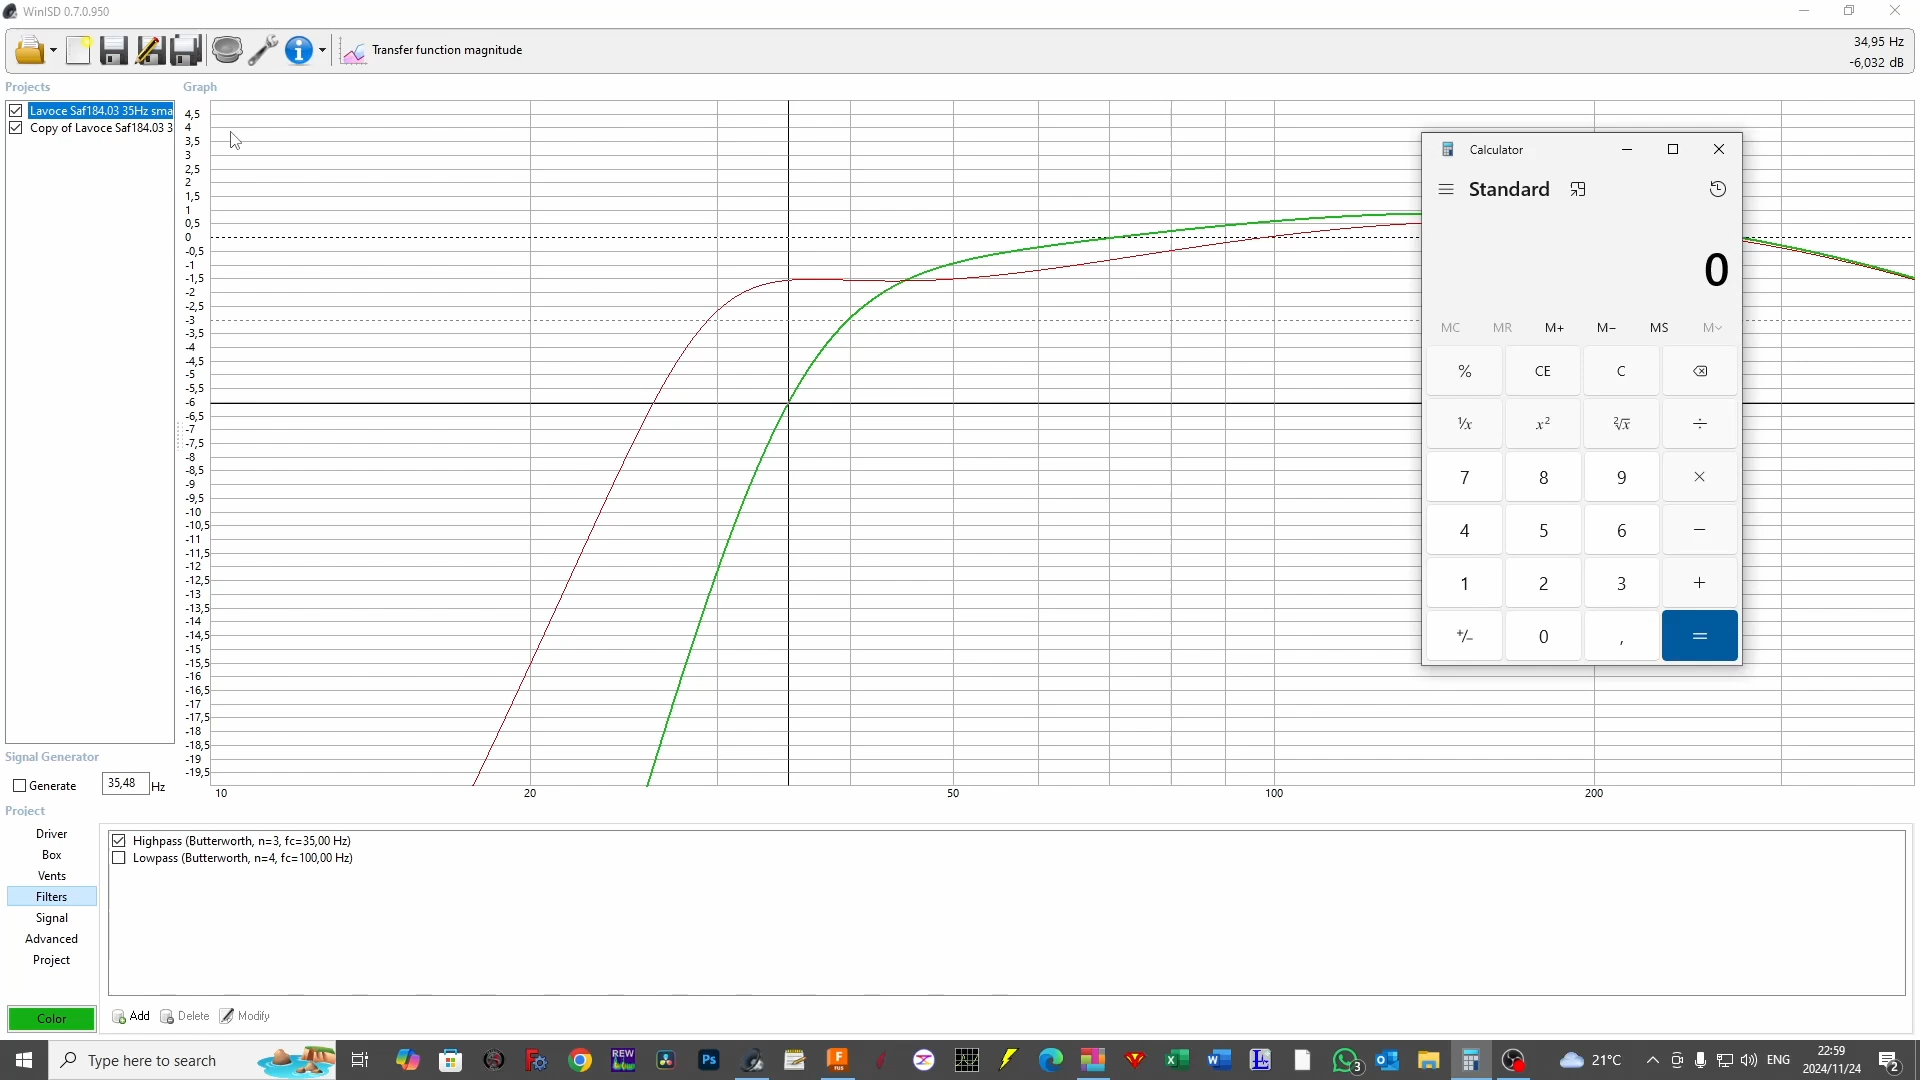 WinISD 0.7.0.950
Transfer function magnitude
34,95 Hz
-6,032 dB
Projects
Graph
Lavoce Saf184.03 35Hz sma
Copy of Lavoce Saf184.03 3
4,5
4
3,5
3
2,5
2
1,5
1
0,5
0
-0,5
-1
-1,5
-2
-2,5
-3
-3,5
-4
-4,5
-5
-5,5
-6
-6,5
-7
-7,5
-8
-8,5
-9
-9,5
-10
-10,5
-11
-11,5
-12
-12,5
-13
-13,5
-14
-14,5
-15
-15,5
-16
-16,5
-17
-17,5
-18
-18,5
-19
-19,5
10 20 50 100 200
Calculator
Standard
0
MC MR M+ M− MS M
% CE C
1/x x² ²√x ÷
7 8 9 ×
4 5 6 −
1 2 3 +
+/− 0 , =
Signal Generator
Generate 35,48 Hz
Project
Driver
Box
Vents
Filters
Signal
Advanced
Project
Color
Highpass (Butterworth, n=3, fc=35,00 Hz)
Lowpass (Butterworth, n=4, fc=100,00 Hz)
Add Delete Modify
Type here to search
REW
Ps
F
RUS
X
W
L
3
21°C
ENG
22:59
2024/11/24
2